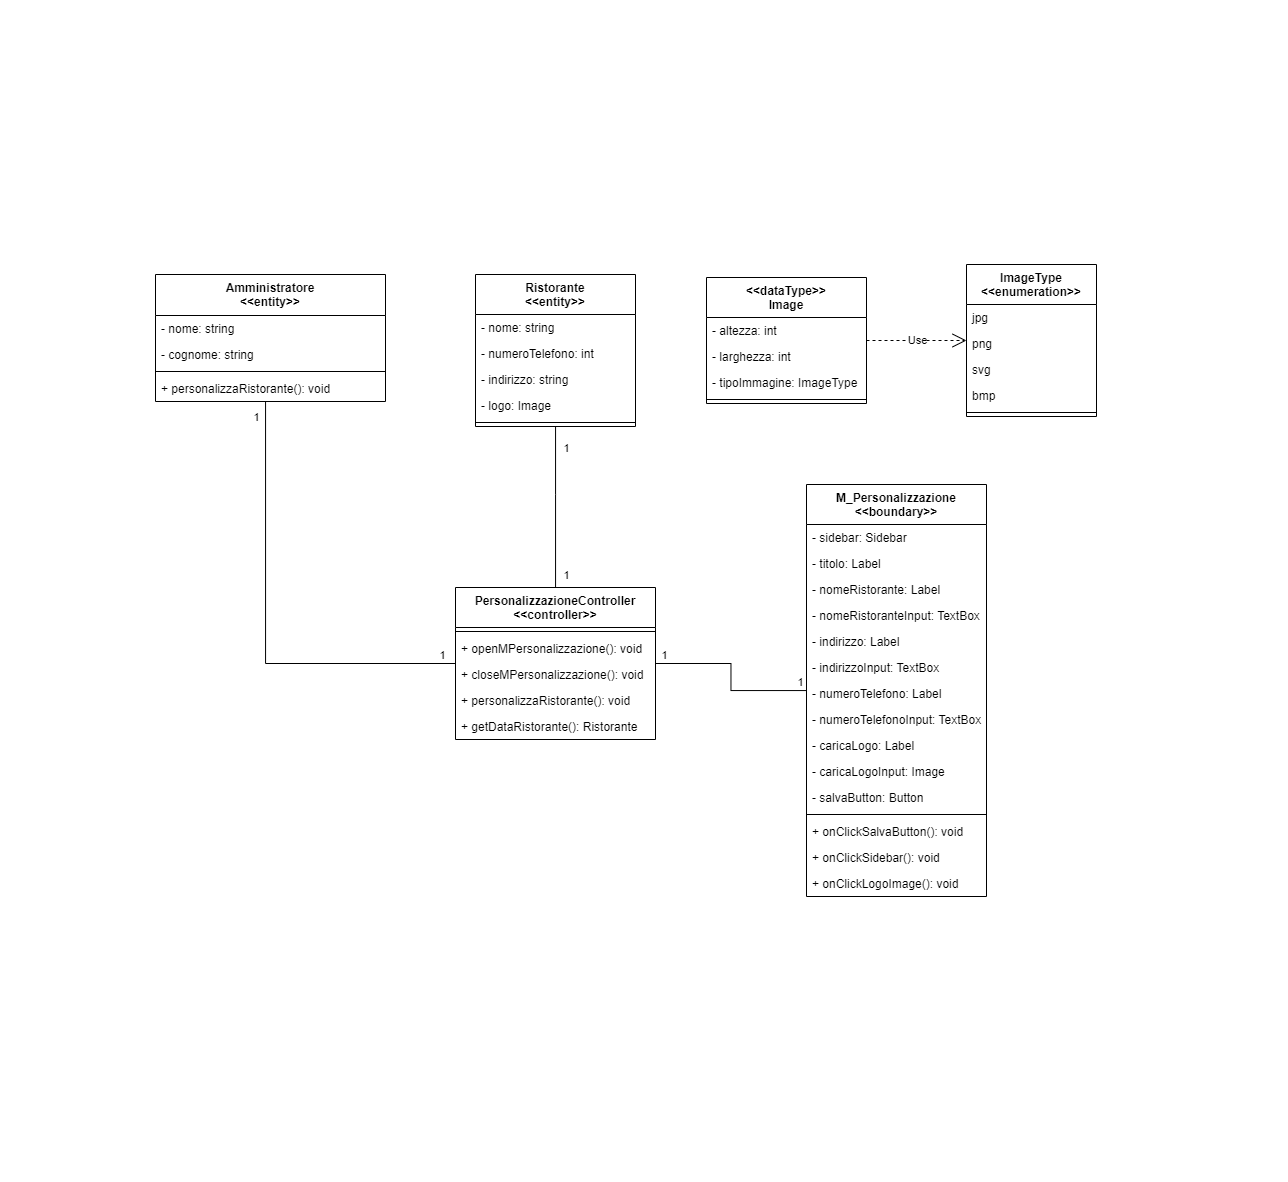 Amministratore
<<entity>>
- nome: string
- cognome: string
+ personalizzaRistorante(): void
1
Ristorante
<<entity>>
- nome: string
- numeroTelefono: int
- indirizzo: string
- logo: Image
1
<<dataType>>
Image
- altezza: int
- larghezza: int
- tipoImmagine: ImageType
Use
ImageType
<<enumeration>>
jpg
png
svg
bmp
1
PersonalizzazioneController
<<controller>>
+ openMPersonalizzazione(): void
+ closeMPersonalizzazione(): void
+ personalizzaRistorante(): void
+ getDataRistorante(): Ristorante
1
1
1
M_Personalizzazione
<<boundary>>
- sidebar: Sidebar
- titolo: Label
- nomeRistorante: Label
- nomeRistoranteInput: TextBox
- indirizzo: Label
- indirizzoInput: TextBox
- numeroTelefono: Label
- numeroTelefonoInput: TextBox
- caricaLogo: Label
- caricaLogoInput: Image
- salvaButton: Button
+ onClickSalvaButton(): void
+ onClickSidebar(): void
+ onClickLogoImage(): void